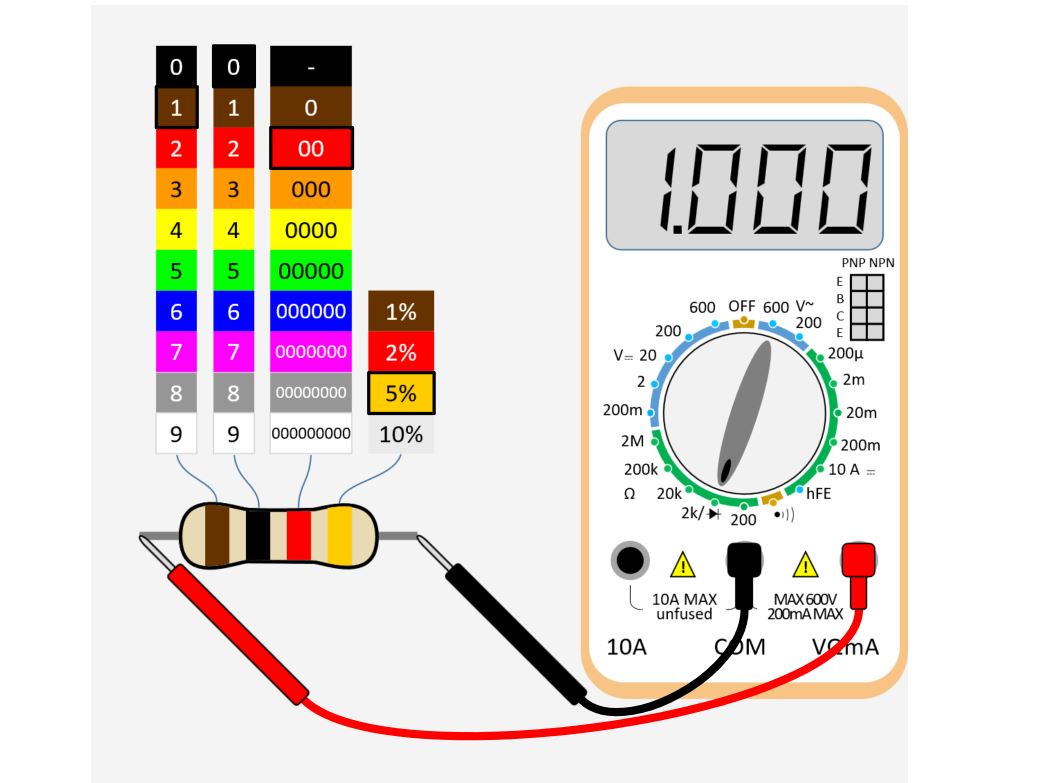 0 0 -
1 1 0
2 2 00
3 3 000
4 4 0000
5 5 00000
6 6 000000 1%
7 7 0000000 2%
8 8 00000000 5%
9 9 000000000 10%
1.000
PNP NPN
E
B
C
E
600 OFF 600 V~
200 200
V⎓ 20 200µ
2 2m
200m 20m
2M 200m
200k 10 A ⎓
Ω 20k hFE
2k/ 200 •)))
10A MAX
unfused
MAX 600V
200mA MAX
10A COM VΩmA